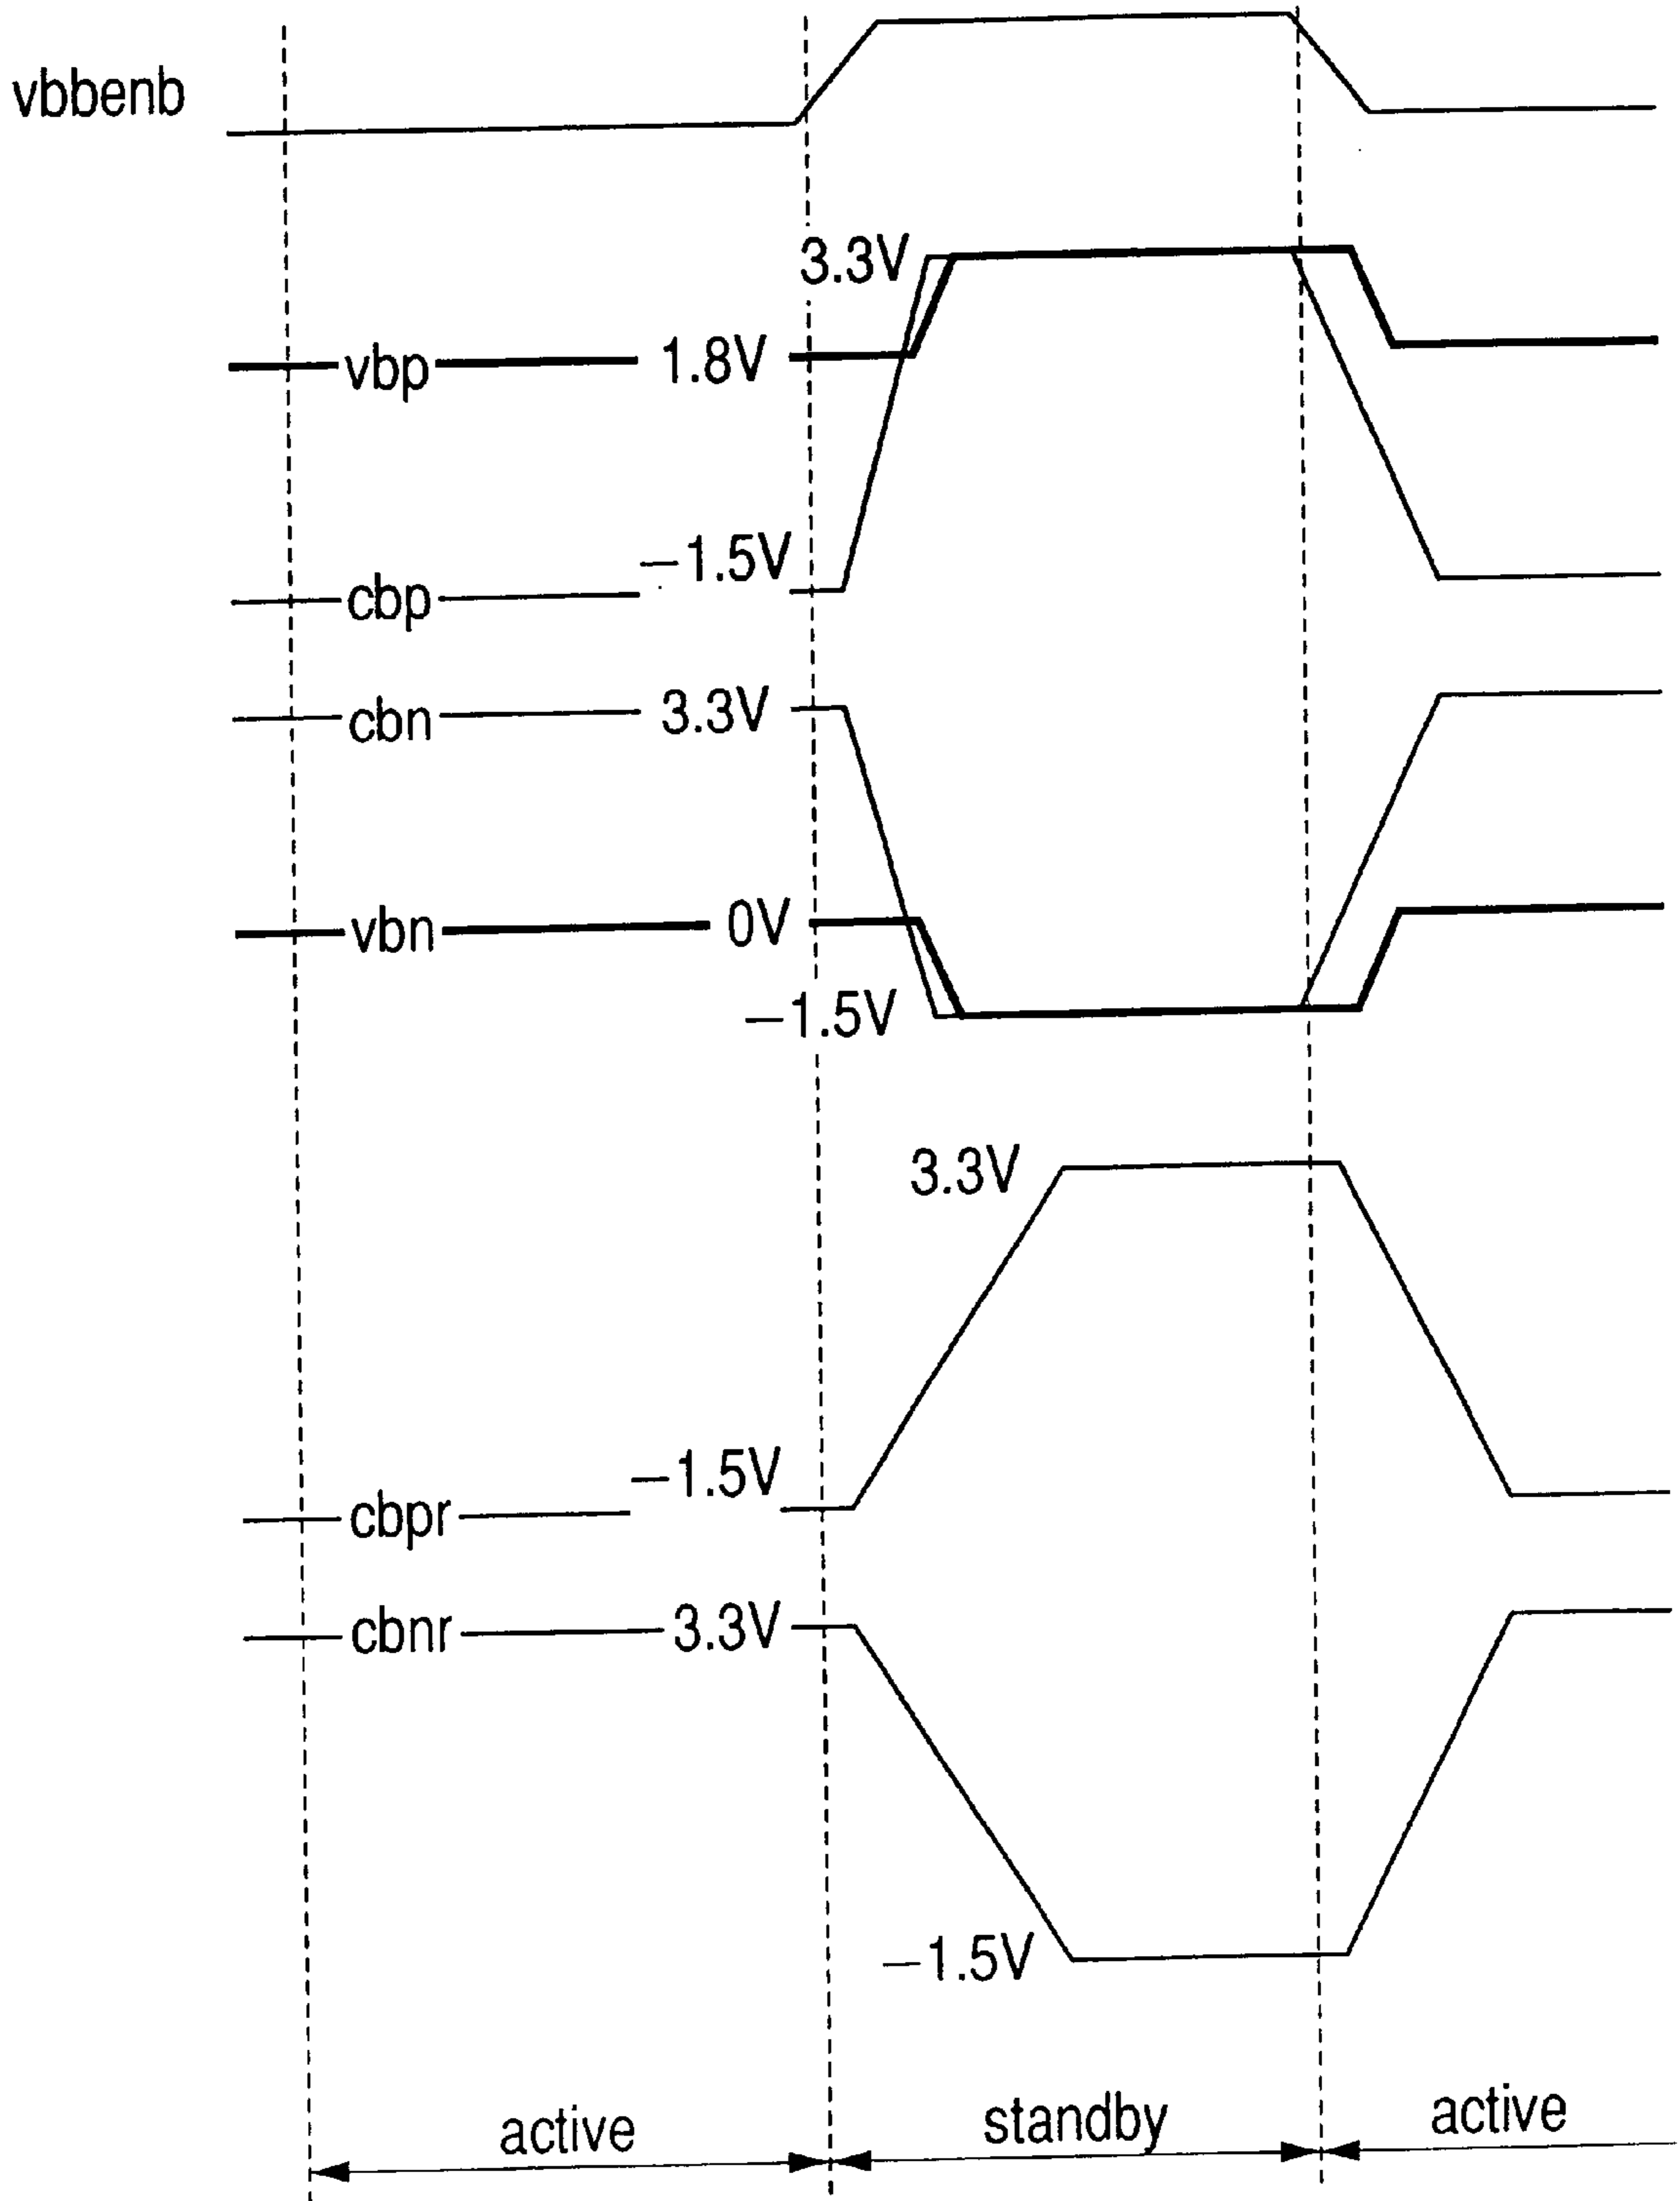 vbbenb
3.3V
vbp 1.8V
−1.5V
cbp
cbn 3.3V
vbn 0V
−1.5V
3.3V
−1.5V
cbpr
cbnr 3.3V
−1.5V
active standby active